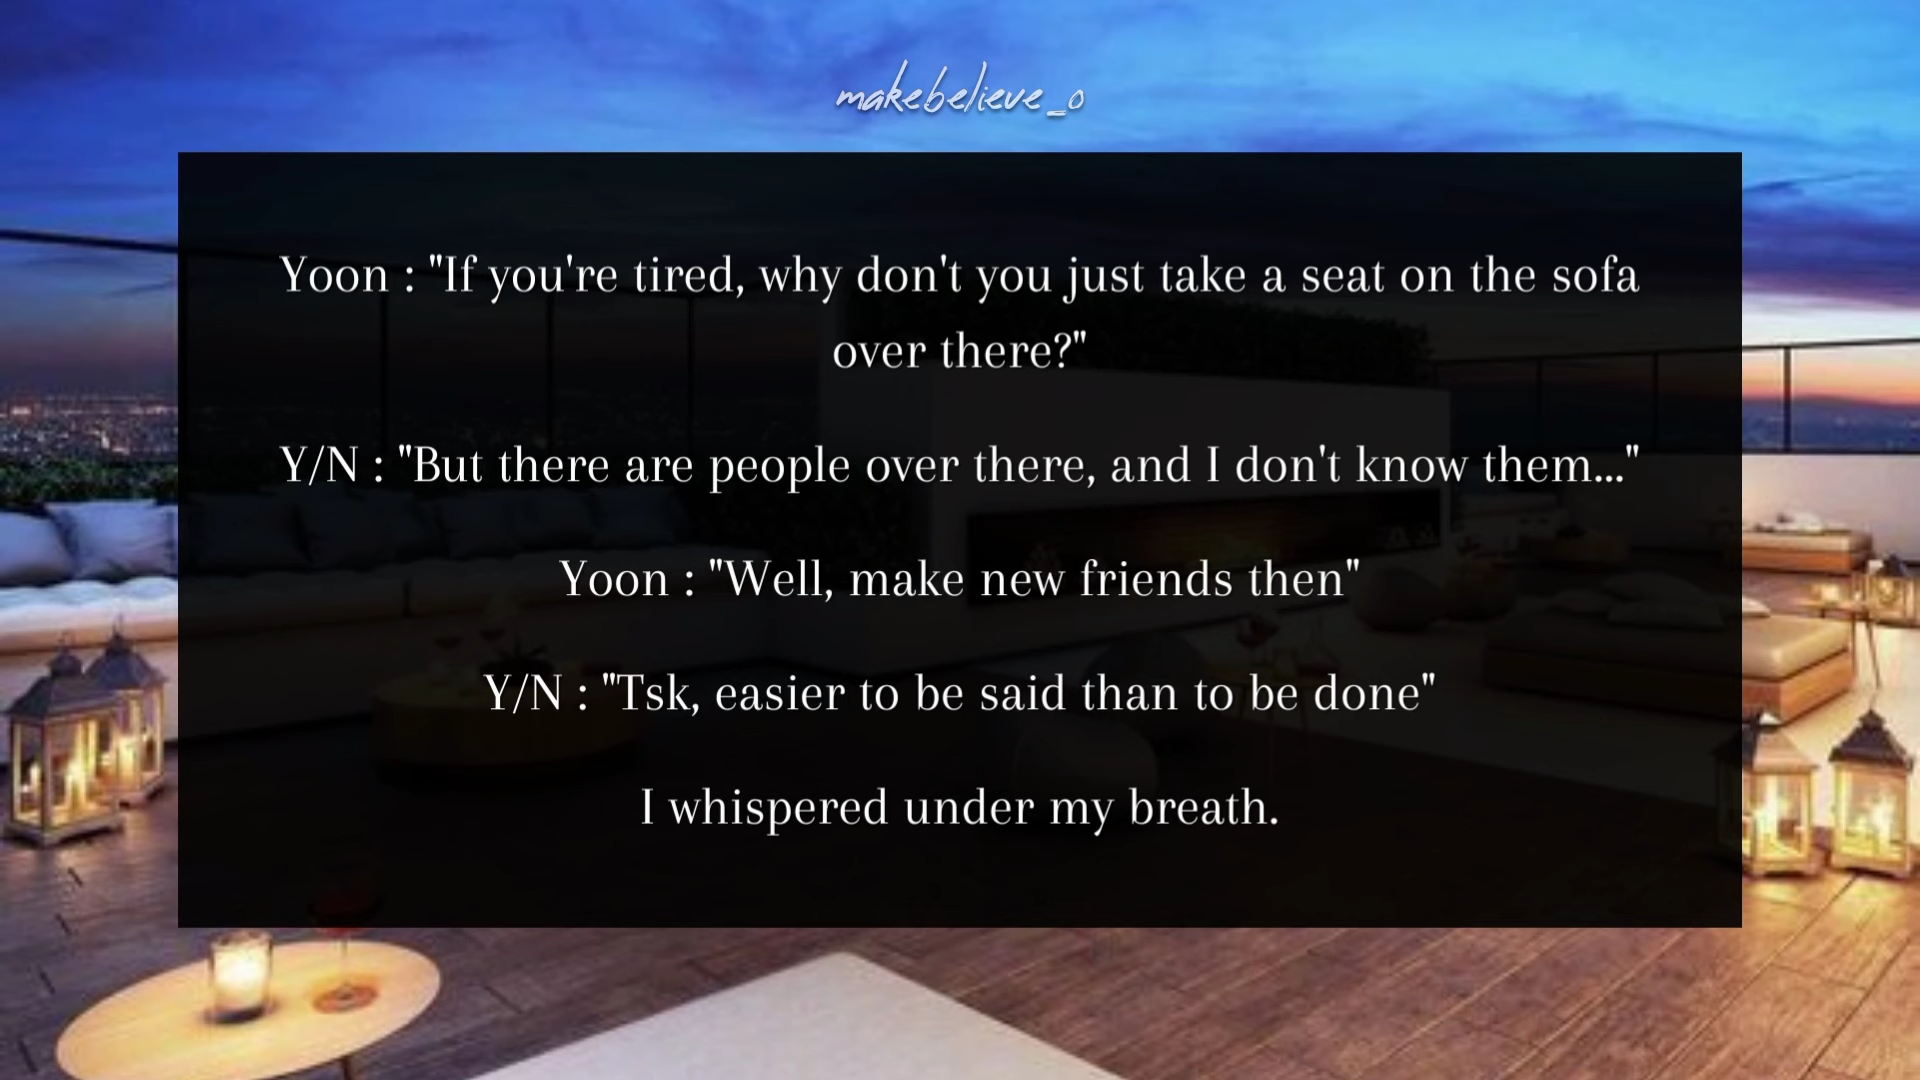 makebelieve_o
Yoon : "If you're tired, why don't you just take a seat on the sofa
over there?"
Y/N : "But there are people over there, and I don't know them..."
Yoon : "Well, make new friends then"
Y/N : "Tsk, easier to be said than to be done"
I whispered under my breath.